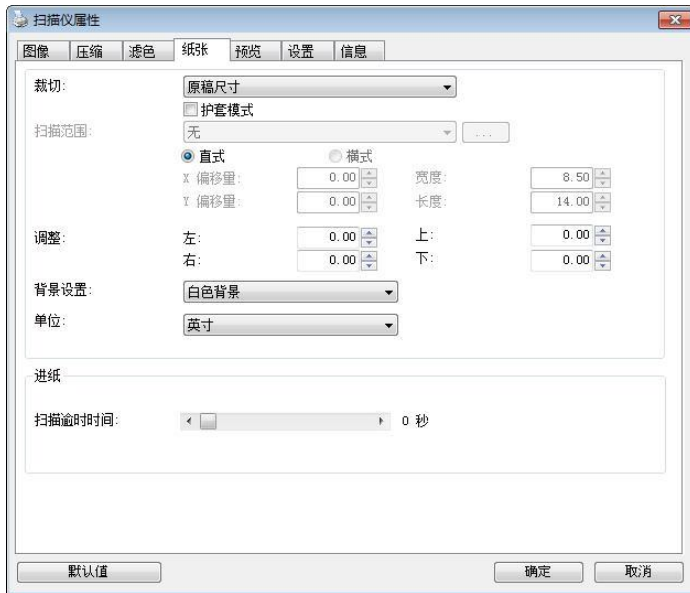 扫描仪属性
图像 压缩 滤色 纸张 预览 设置 信息
裁切: 原稿尺寸
护套模式
扫描范围: 无 ...
直式 横式
X 偏移量: 0.00 宽度: 8.50
Y 偏移量: 0.00 长度: 14.00
调整: 左: 0.00 上: 0.00
右: 0.00 下: 0.00
背景设置: 白色背景
单位: 英寸
进纸
扫描逾时时间: 0 秒
默认值 确定 取消